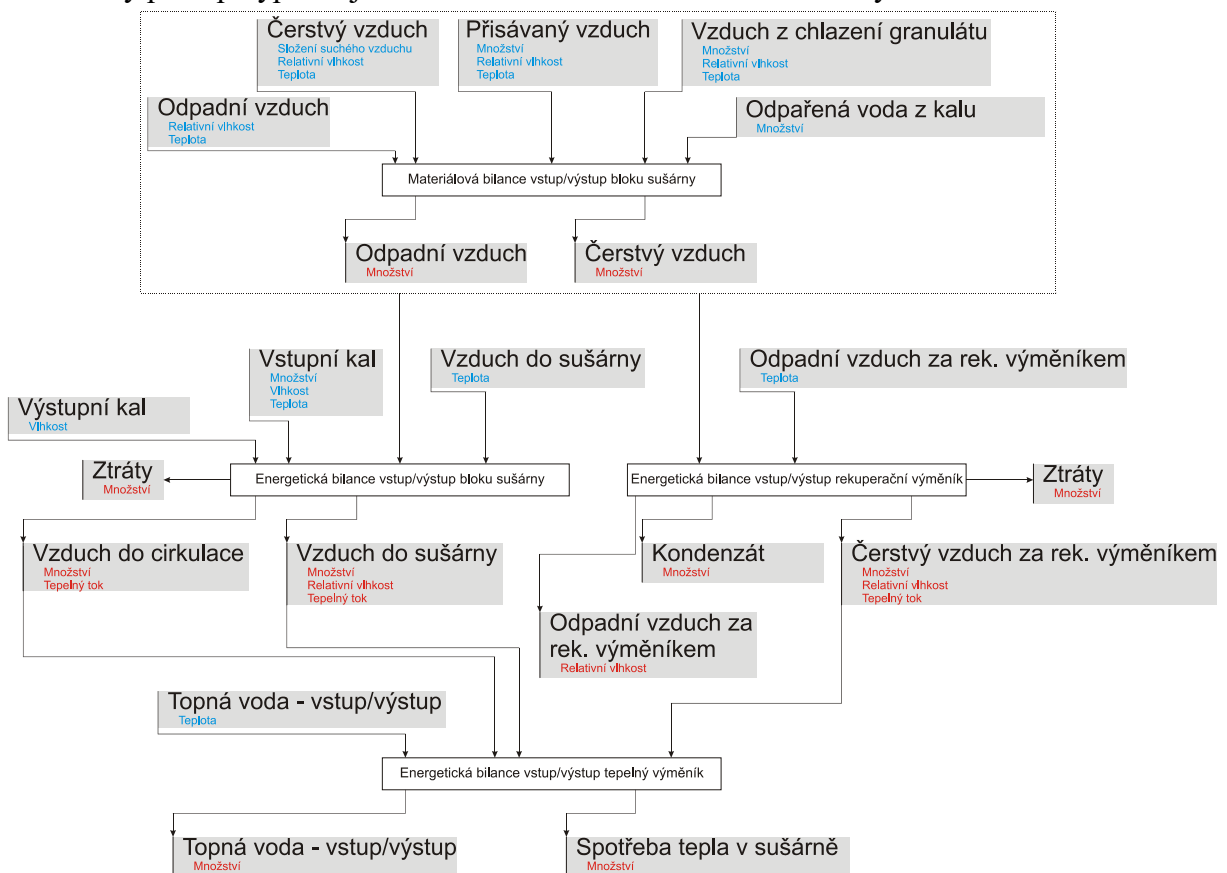 Čerstvý vzduch
Složení suchého vzduchu
Relativní vlhkost
Teplota
Přisávaný vzduch
Množství
Relativní vlhkost
Teplota
Vzduch z chlazení granulátu
Množství
Relativní vlhkost
Teplota
Odpadní vzduch
Relativní vlhkost
Teplota
Odpařená voda z kalu
Množství
Materiálová bilance vstup/výstup bloku sušárny
Odpadní vzduch
Množství
Čerstvý vzduch
Množství
Vstupní kal
Množství
Vlhkost
Teplota
Vzduch do sušárny
Teplota
Odpadní vzduch za rek. výměníkem
Teplota
Výstupní kal
Vlhkost
Ztráty
Množství
Energetická bilance vstup/výstup bloku sušárny
Energetická bilance vstup/výstup rekuperační výměník
Ztráty
Množství
Vzduch do cirkulace
Množství
Tepelný tok
Vzduch do sušárny
Množství
Relativní vlhkost
Tepelný tok
Kondenzát
Množství
Čerstvý vzduch za rek. výměníkem
Množství
Relativní vlhkost
Tepelný tok
Odpadní vzduch za
rek. výměníkem
Relativní vlhkost
Topná voda - vstup/výstup
Teplota
Energetická bilance vstup/výstup tepelný výměník
Topná voda - vstup/výstup
Množství
Spotřeba tepla v sušárně
Množství